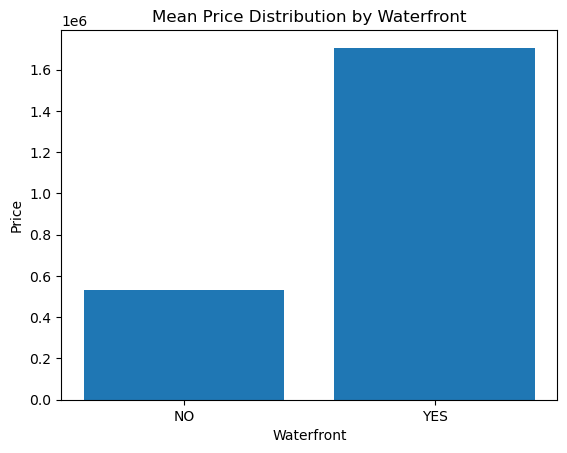 Mean Price Distribution by Waterfront
1e6
1.6
1.4
1.2
1.0
0.8
0.6
0.4
0.2
0.0
Price
NO YES
Waterfront